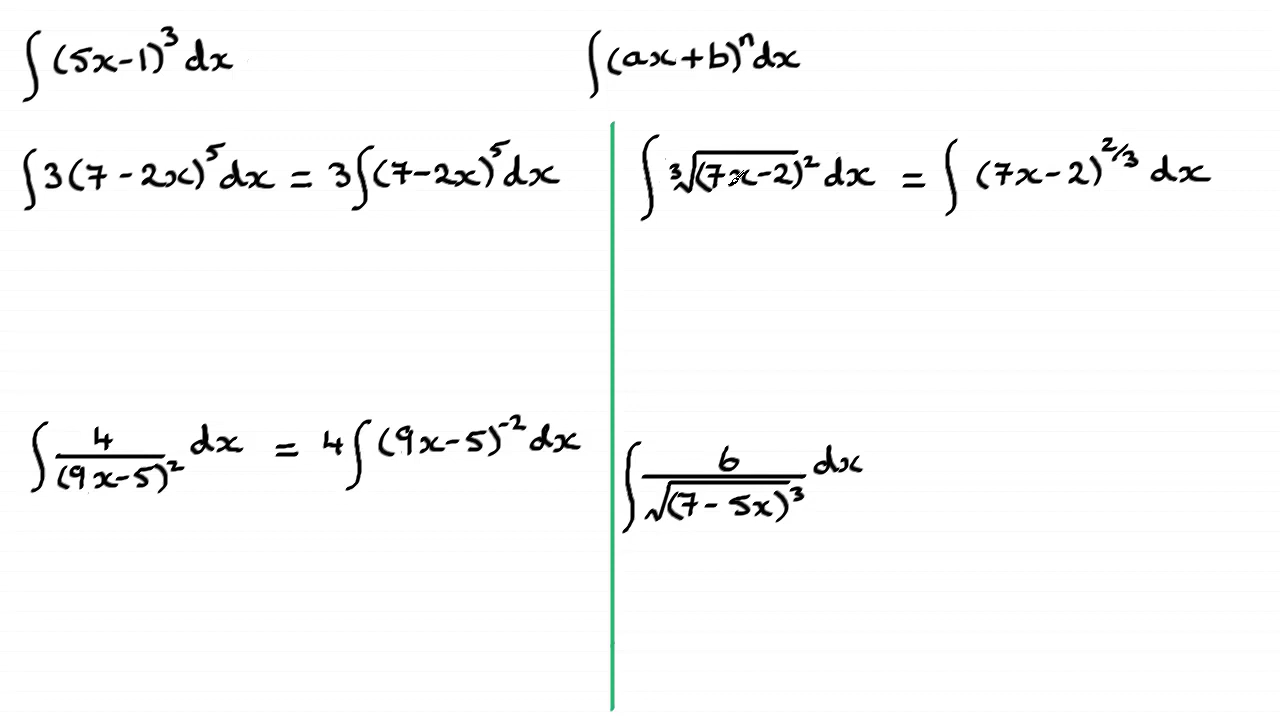 ∫(5x-1)³ dx
∫(ax+b)ⁿ dx
∫3(7-2x)⁵ dx = 3∫(7-2x)⁵ dx
∫∛(7x-2)² dx = ∫(7x-2)^(2/3) dx
∫4/(9x-5)² dx = 4∫(9x-5)⁻² dx
∫6/√(7-5x)³ dx